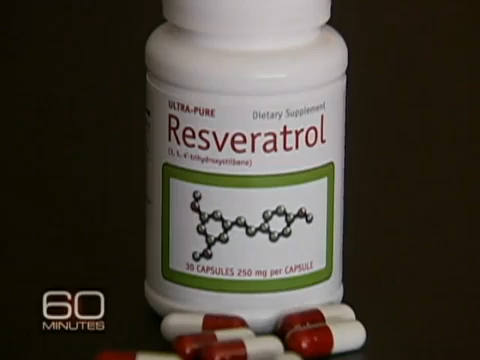 ULTRA-PURE
Dietary Supplement
Resveratrol
(3, 5, 4'-trihydroxystilbene)
30 CAPSULES 250 mg per CAPSULE
60
MINUTES